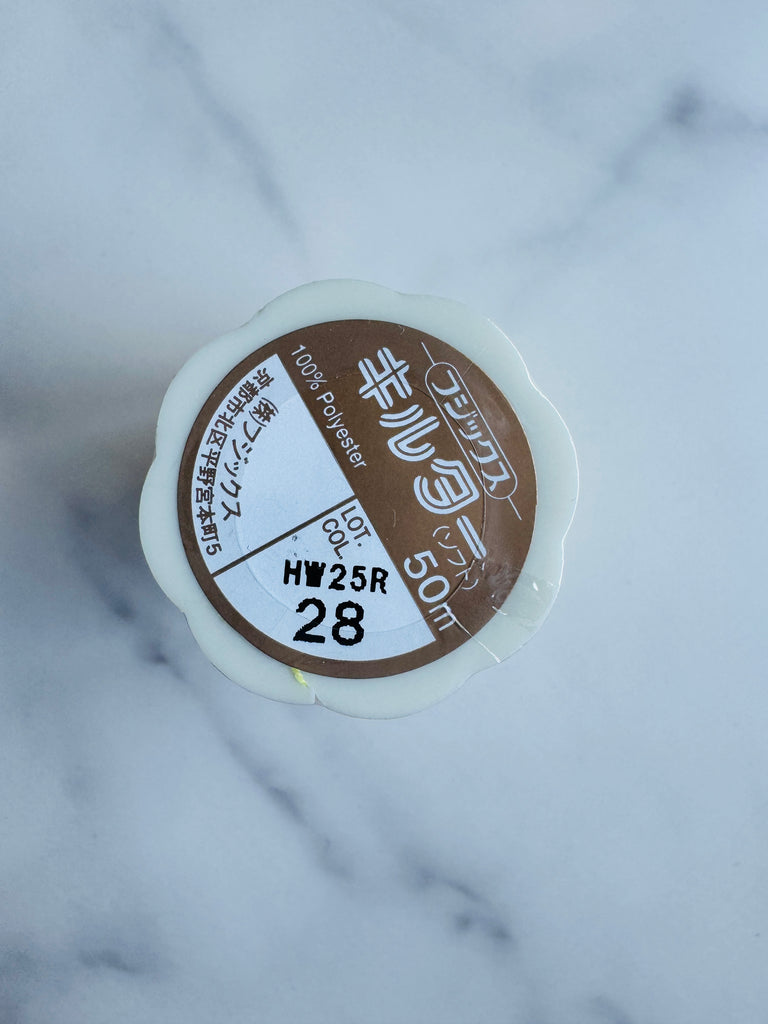 フジックス
キルター
(ソフト)
50m
100% Polyester
LOT.
COL.
HW25R
28
㈱フジックス
京都市北区平野宮本町5